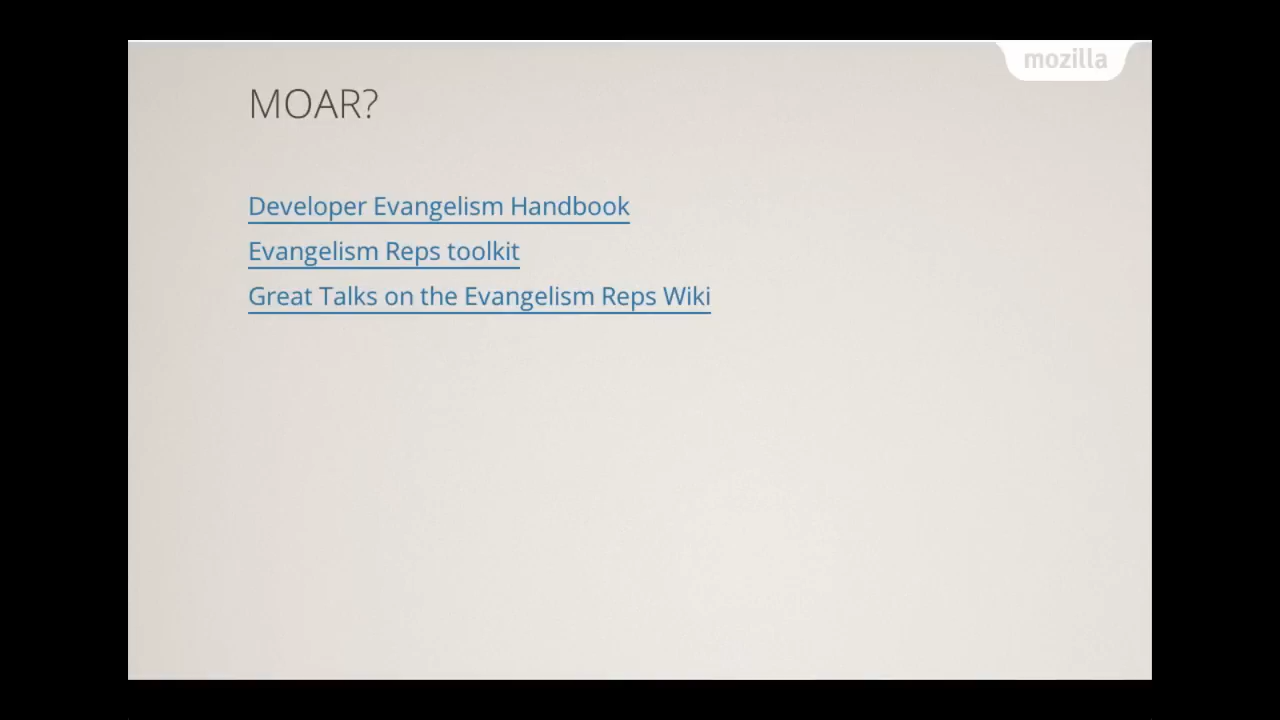 mozilla
MOAR?
Developer Evangelism Handbook
Evangelism Reps toolkit
Great Talks on the Evangelism Reps Wiki